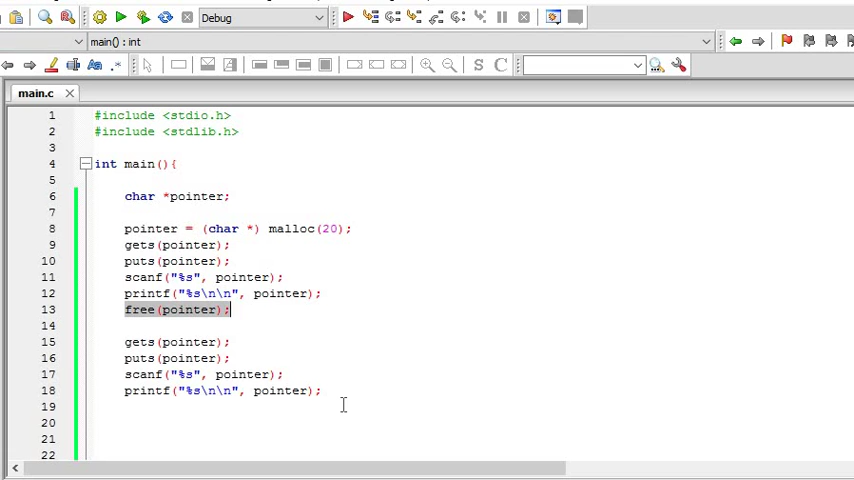 Debug
main() : int
Aa .*
S C
main.c
1 #include <stdio.h>
2 #include <stdlib.h>
3
4 int main(){
5
6 char *pointer;
7
8 pointer = (char *) malloc(20);
9 gets(pointer);
10 puts(pointer);
11 scanf("%s", pointer);
12 printf("%s\n\n", pointer);
13 free(pointer);
14
15 gets(pointer);
16 puts(pointer);
17 scanf("%s", pointer);
18 printf("%s\n\n", pointer);
19
20
21
22